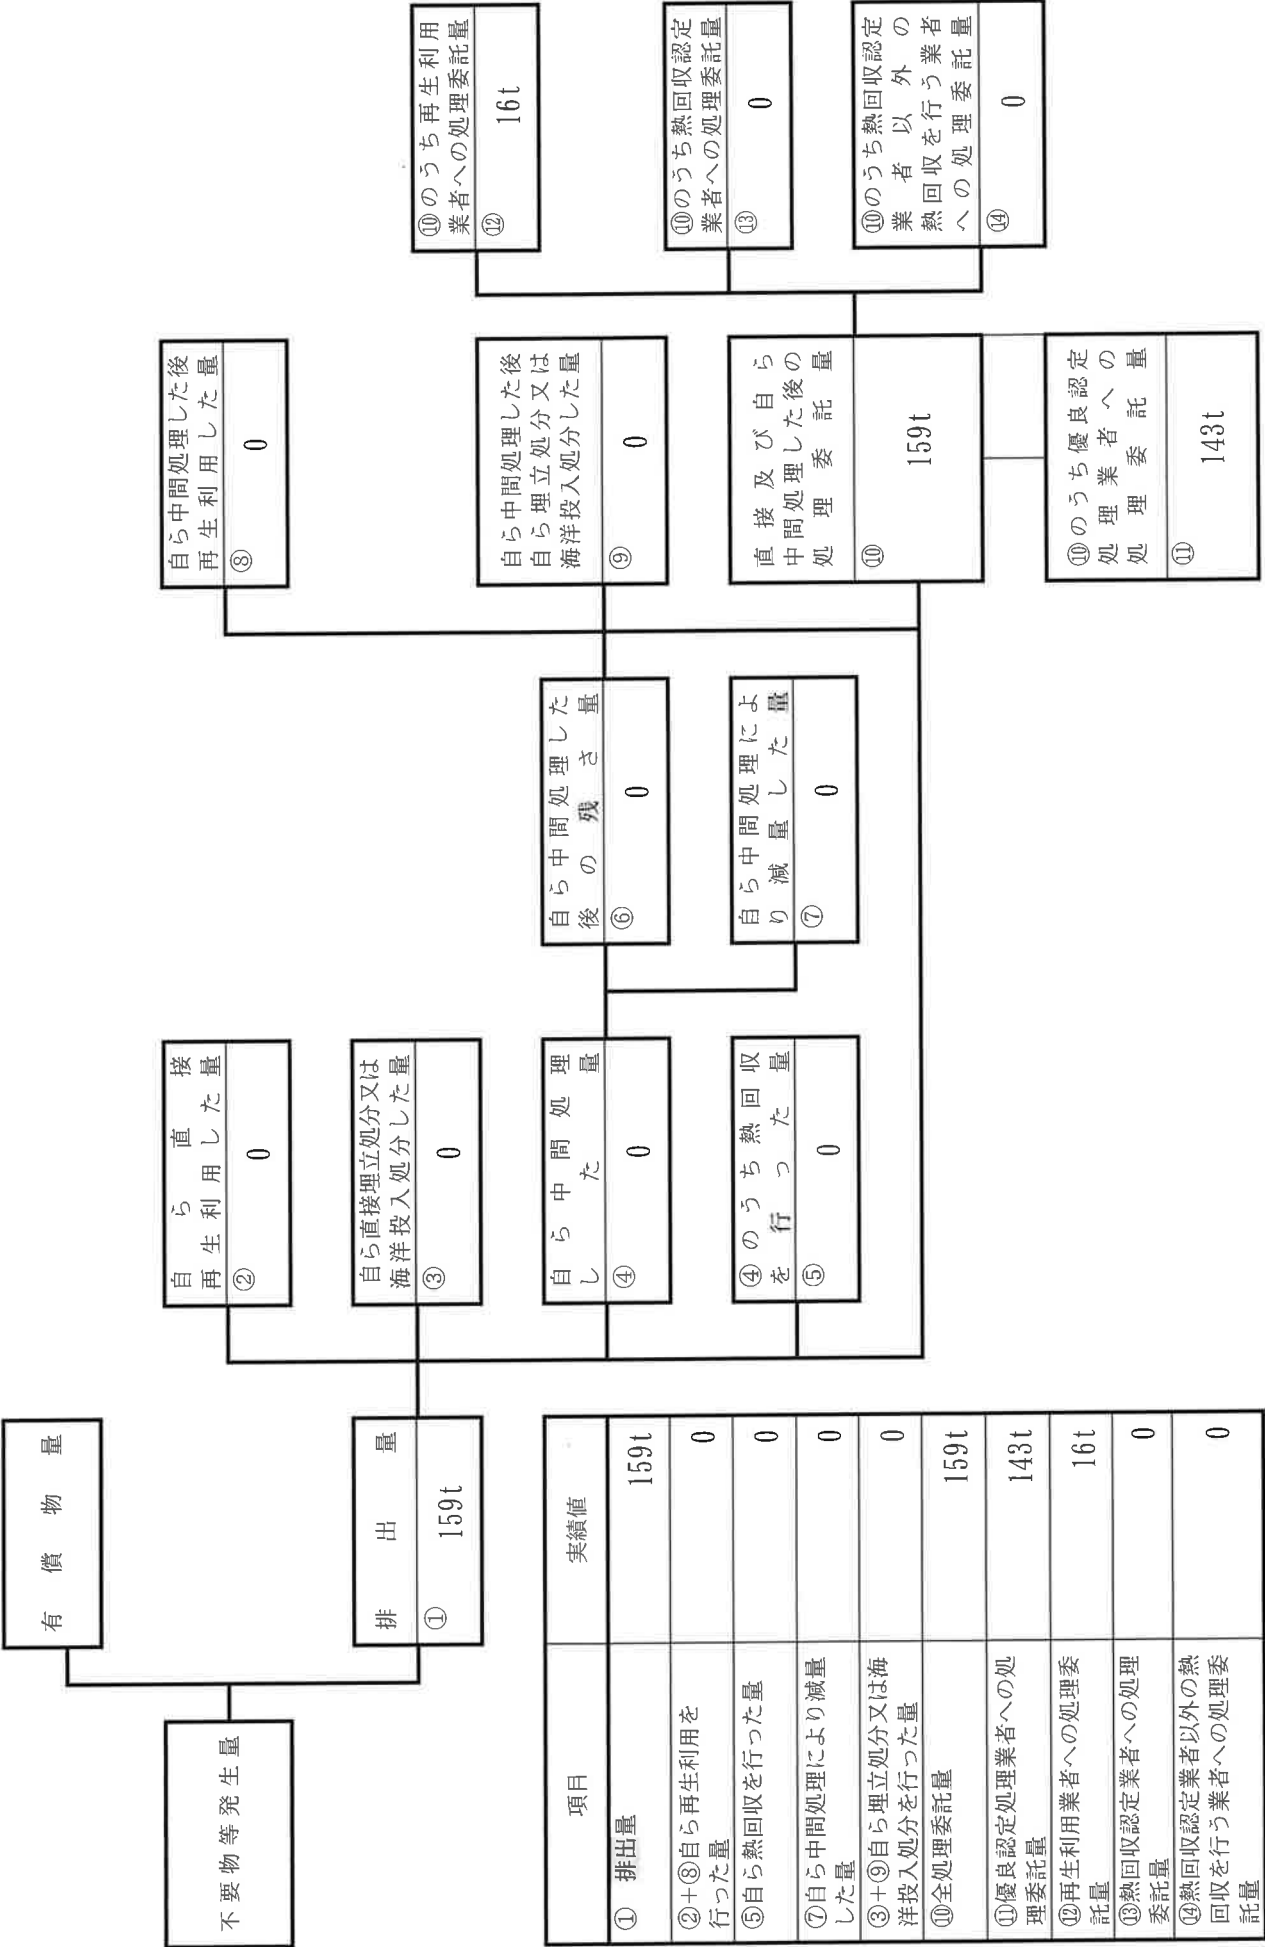 不要物等発生量
有償物量
排出量
①
159t
自ら直接
再生利用した量
②
0
自ら直接埋立処分又は
海洋投入処分した量
③
0
自ら中間処理
した量
④
0
④のうち熱回収
を行った量
⑤
0
自ら中間処理した
後の残さ量
⑥
0
自ら中間処理によ
り減量した量
⑦
0
自ら中間処理した後
再生利用した量
⑧
0
自ら中間処理した後
自ら埋立処分又は
海洋投入処分した量
⑨
0
直接及び自ら
中間処理した後の
処理委託量
⑩
159t
⑩のうち優良認定
処理業者への
処理委託量
⑪
143t
⑩のうち再生利用
業者への処理委託量
⑫
16t
⑩のうち熱回収認定
業者への処理委託量
⑬
0
⑩のうち熱回収認定
業者以外の
熱回収を行う業者
への処理委託量
⑭
0
項目 実績値
① 排出量 159t
②+⑧自ら再生利用を
行った量 0
⑤自ら熱回収を行った量 0
⑦自ら中間処理により減量
した量 0
③+⑨自ら埋立処分又は海
洋投入処分を行った量 0
⑩全処理委託量 159t
⑪優良認定処理業者への処
理委託量 143t
⑫再生利用業者への処理委
託量 16t
⑬熱回収認定業者への処理
委託量 0
⑭熱回収認定業者以外の熱
回収を行う業者への処理委
託量 0